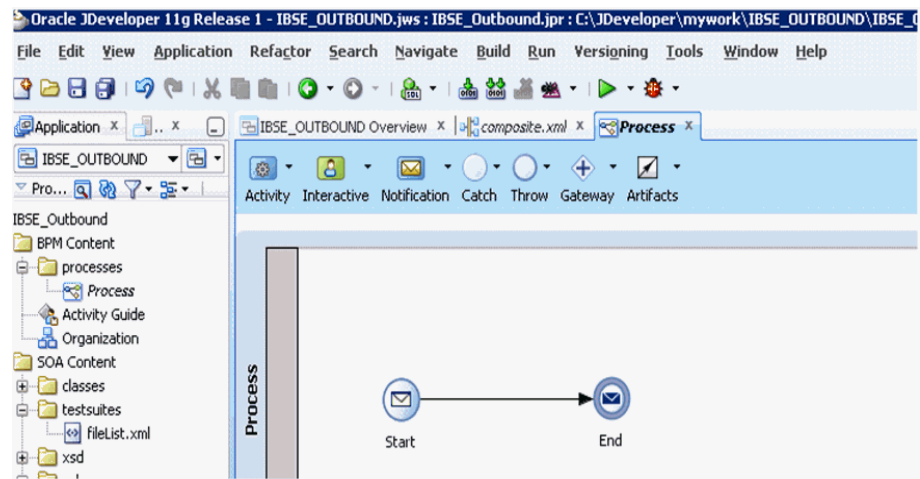 Oracle JDeveloper 11g Release 1 - IBSE_OUTBOUND.jws : IBSE_Outbound.jpr : C:\JDeveloper\mywork\IBSE_OUTBOUND\IBSE_
File Edit View Application Refactor Search Navigate Build Run Versioning Tools Window Help
Application x .. x IBSE_OUTBOUND Overview x composite.xml x Process x
IBSE_OUTBOUND
Activity Interactive Notification Catch Throw Gateway Artifacts
Pro...
IBSE_Outbound
BPM Content
processes
Process
Activity Guide
Organization
SOA Content
classes
testsuites
fileList.xml
xsd
Process
Start End